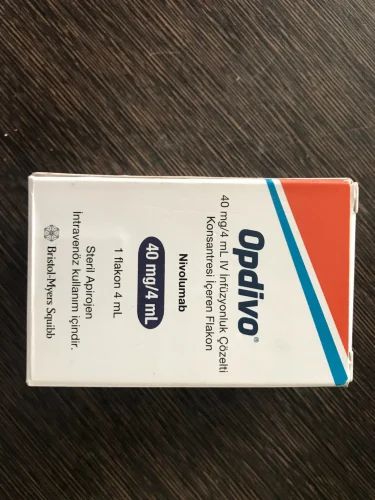 Opdivo®
40 mg/4 mL IV İnfüzyonluk Çözelti
Konsantresi İçeren Flakon
Nivolumab
40 mg/4 mL
1 flakon 4 mL
Steril Apirojen
İntravenöz kullanım içindir.
Bristol-Myers Squibb